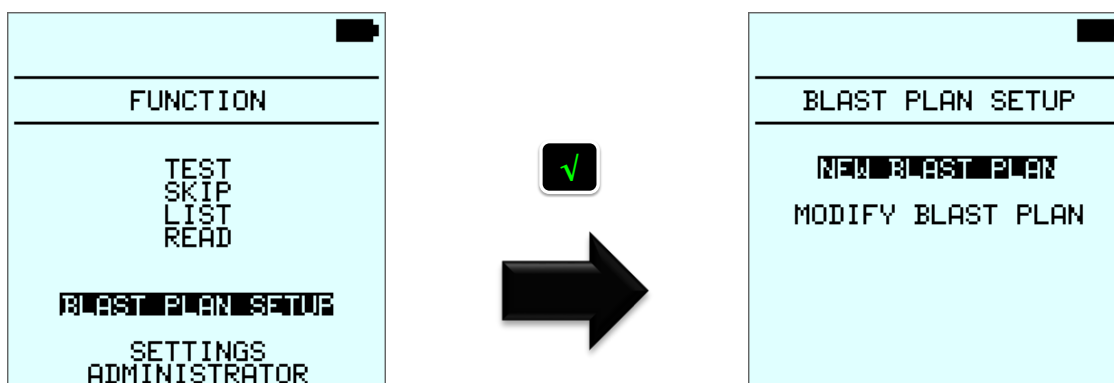 FUNCTION
TEST
SKIP
LIST
READ
BLAST PLAN SETUP
SETTINGS
ADMINISTRATOR
√
BLAST PLAN SETUP
NEW BLAST PLAN
MODIFY BLAST PLAN